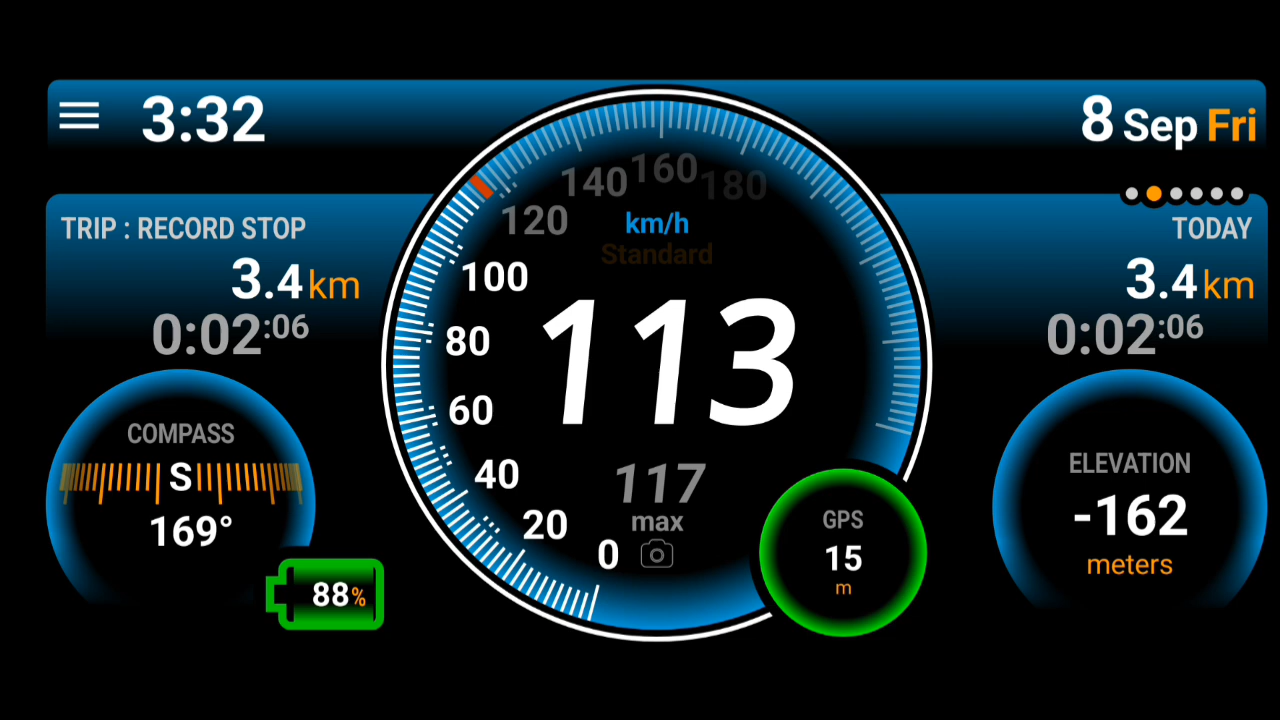 3:32
8 Sep Fri
TRIP : RECORD STOP
3.4 km
0:02:06
TODAY
3.4 km
0:02:06
140 160 180
120
100
80
60
40
20
0
km/h
Standard
113
117
max
COMPASS
S
169°
88%
GPS
15
m
ELEVATION
-162
meters